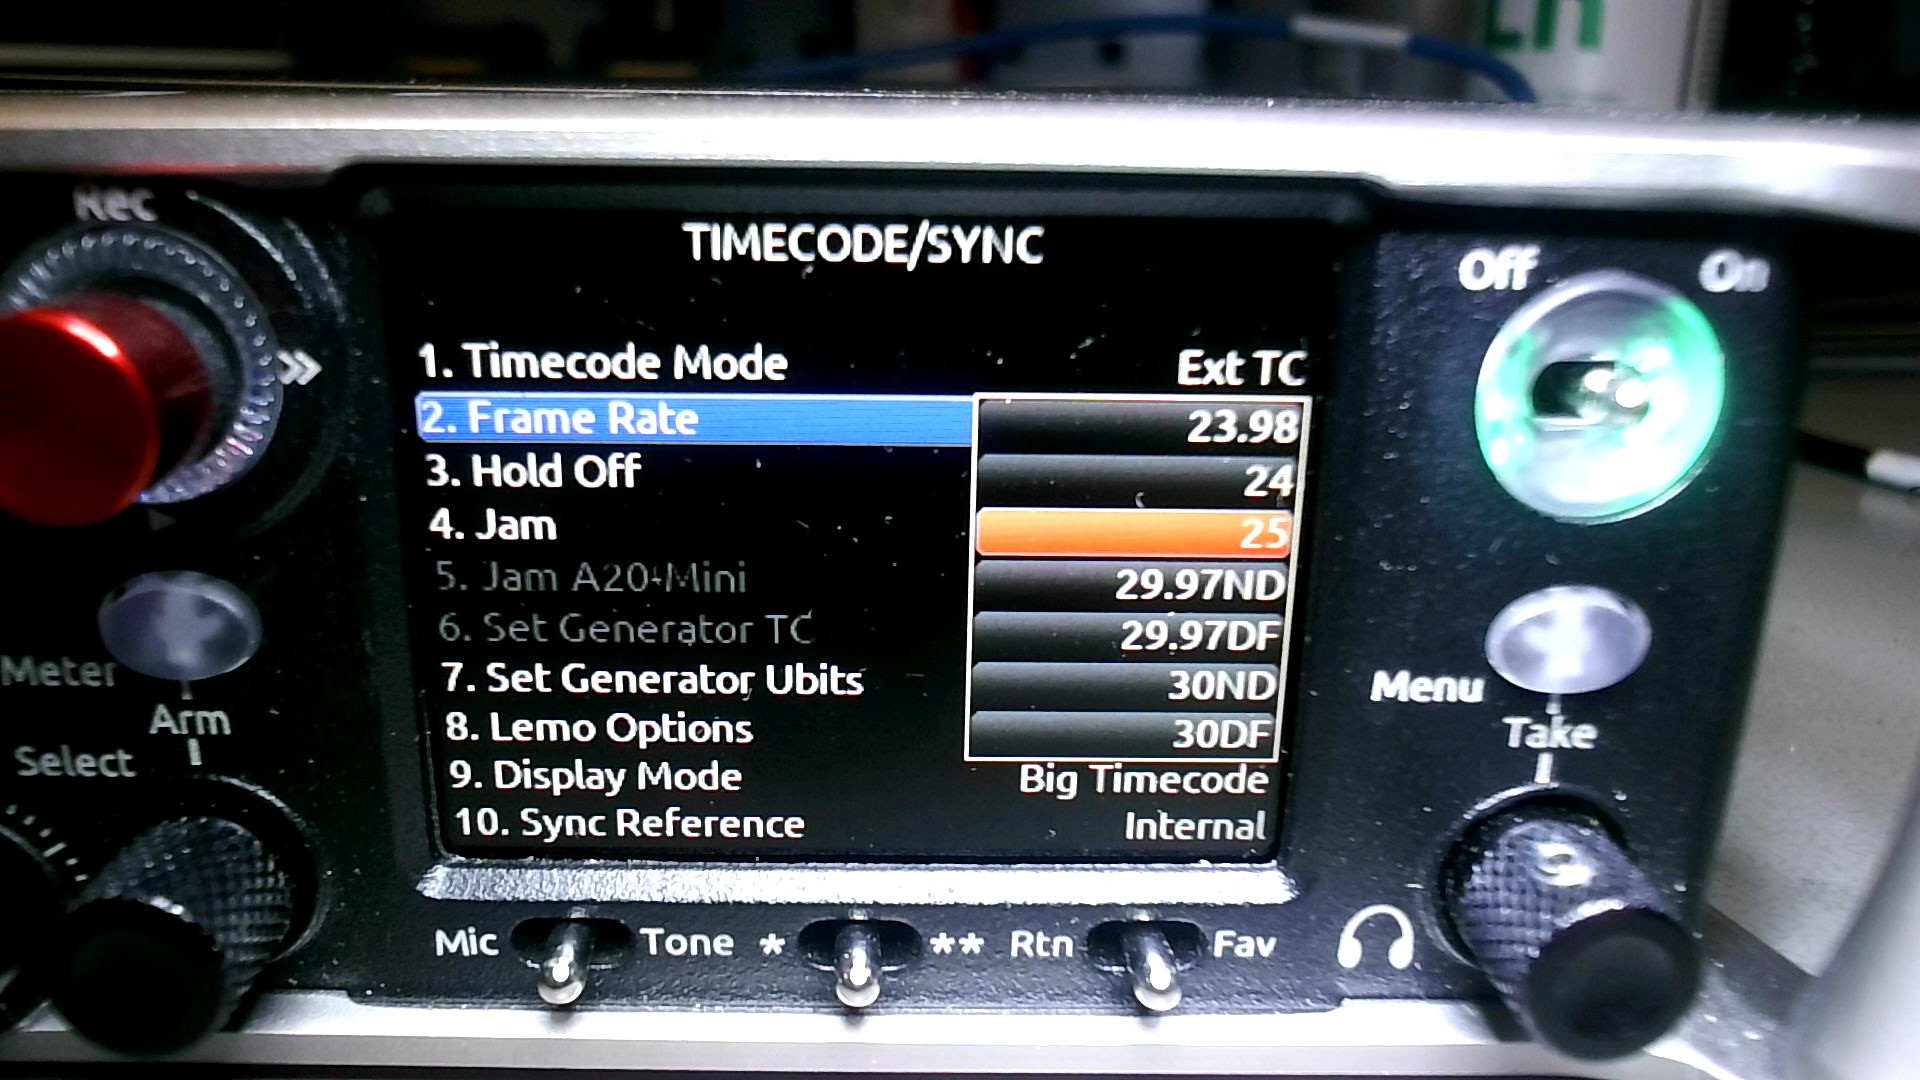 Rec
Off On
TIMECODE/SYNC
1. Timecode Mode Ext TC
2. Frame Rate 23.98
3. Hold Off 24
4. Jam 25
5. Jam A20-Mini 29.97ND
6. Set Generator TC 29.97DF
7. Set Generator Ubits 30ND
8. Lemo Options 30DF
9. Display Mode Big Timecode
10. Sync Reference Internal
Meter
Arm
Select
Menu
Take
Mic Tone * ** Rtn Fav